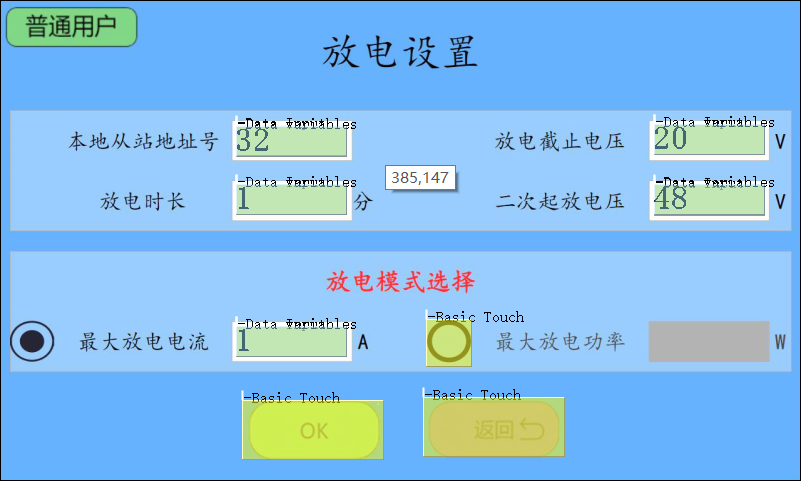 普通用户
放电设置
-Data Variables
本地从站地址号 32
-Data Variables
放电截止电压 20 V
385,147
-Data Variables
放电时长 1 分
-Data Variables
二次起放电压 48 V
放电模式选择
-Data Variables
最大放电电流 1 A
-Basic Touch
最大放电功率 W
-Basic Touch
OK
-Basic Touch
返回